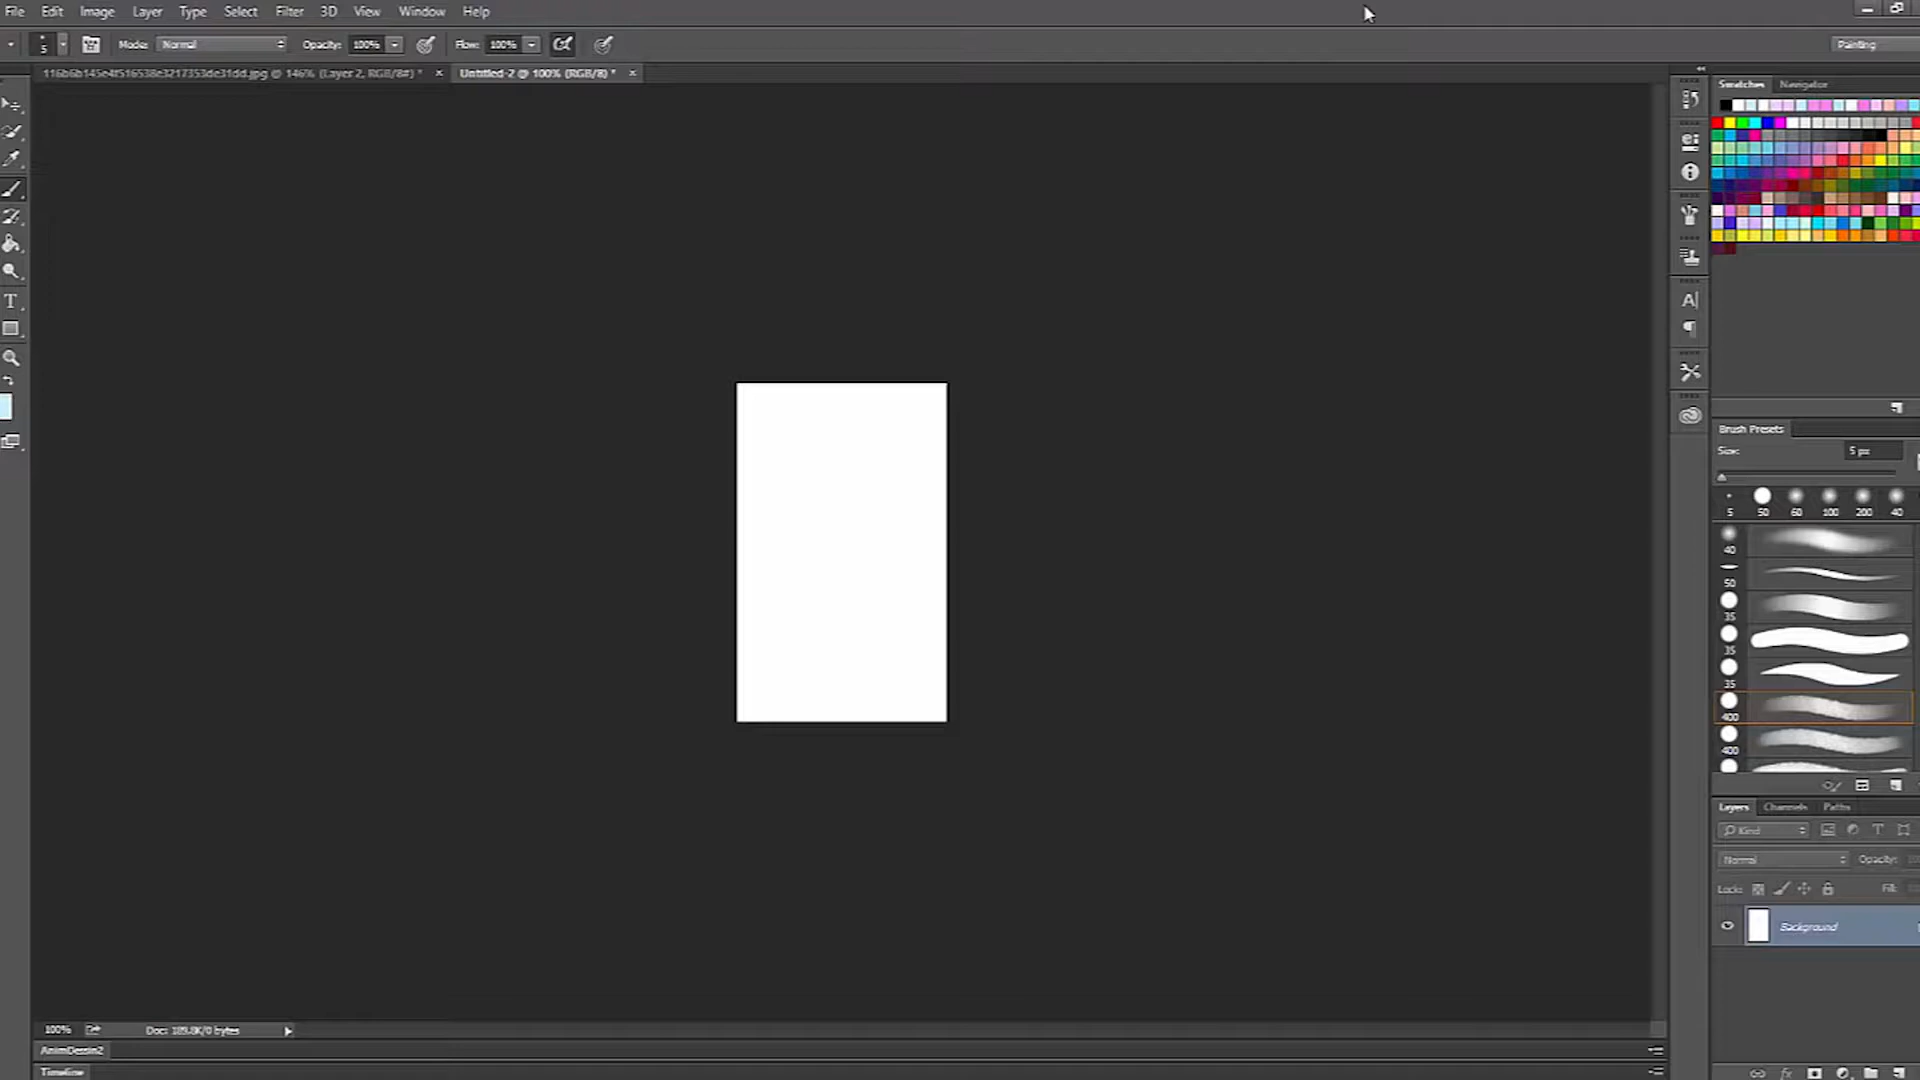 File Edit Image Layer Type Select Filter 3D View Window Help
5 Mode: Normal Opacity: 100% Flow: 100% Painting
116b6b145e4f516538e3217353de31dd.jpg @ 146% (Layer 2, RGB/8#) * × Untitled-2 @ 100% (RGB/8) * ×
Swatches Navigator
Brush Presets
Size: 5 px
5 50 60 100 200 40
40
50
35
35
35
400
400
Layers Channels Paths
Kind
Normal Opacity:
Lock: Fill:
Background
100% Doc: 189.8K/0 bytes
AnimDessin2
Timeline